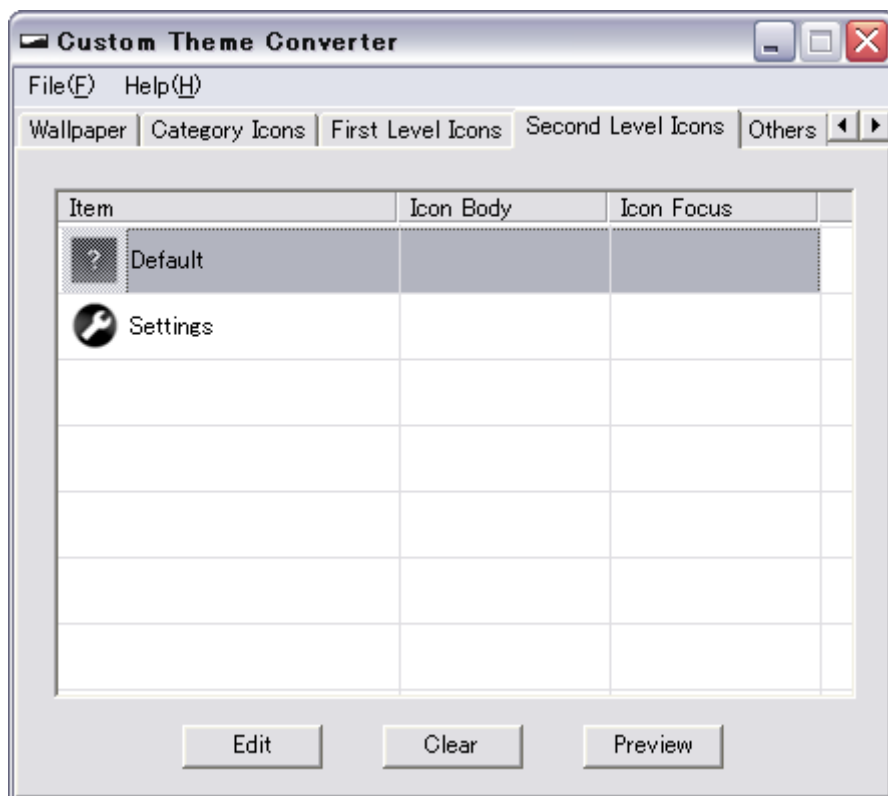 Custom Theme Converter
File(F) Help(H)
Wallpaper Category Icons First Level Icons Second Level Icons Others
Item Icon Body Icon Focus
? Default
Settings
Edit Clear Preview